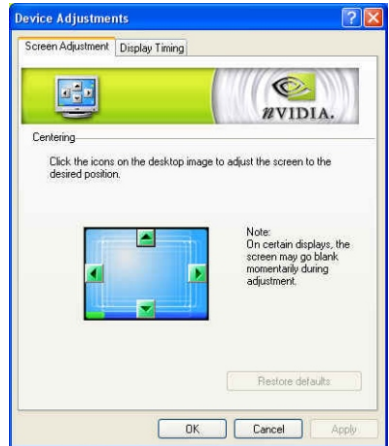 Device Adjustments
Screen Adjustment
Display Timing
nVIDIA.
Centering
Click the icons on the desktop image to adjust the screen to the
desired position.
Note:
On certain displays, the
screen may go blank
momentarily during
adjustment.
Restore defaults
OK
Cancel
Apply